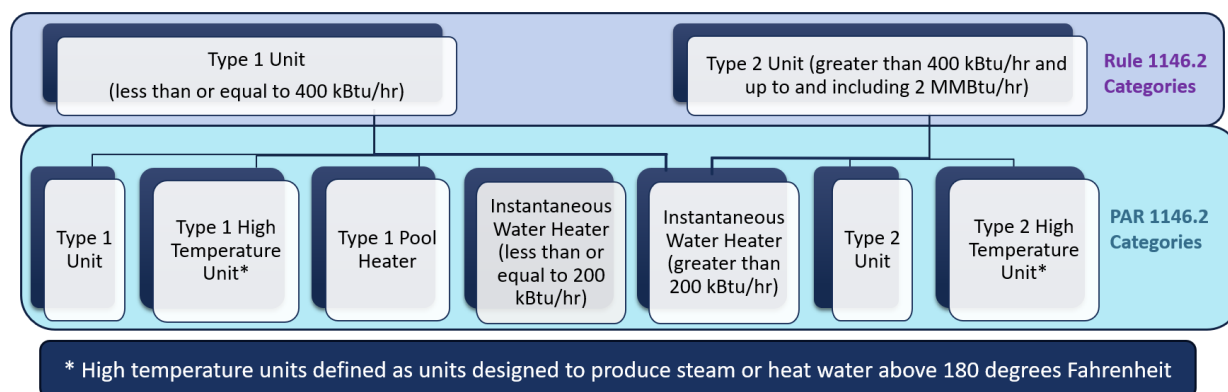 Type 1 Unit
(less than or equal to 400 kBtu/hr)
Type 2 Unit (greater than 400 kBtu/hr and
up to and including 2 MMBtu/hr)
Rule 1146.2
Categories
Type 1
Unit
Type 1 High
Temperature
Unit*
Type 1 Pool
Heater
Instantaneous
Water Heater
(less than or
equal to 200
kBtu/hr)
Instantaneous
Water Heater
(greater than
200 kBtu/hr)
Type 2
Unit
Type 2 High
Temperature
Unit*
PAR 1146.2
Categories
* High temperature units defined as units designed to produce steam or heat water above 180 degrees Fahrenheit